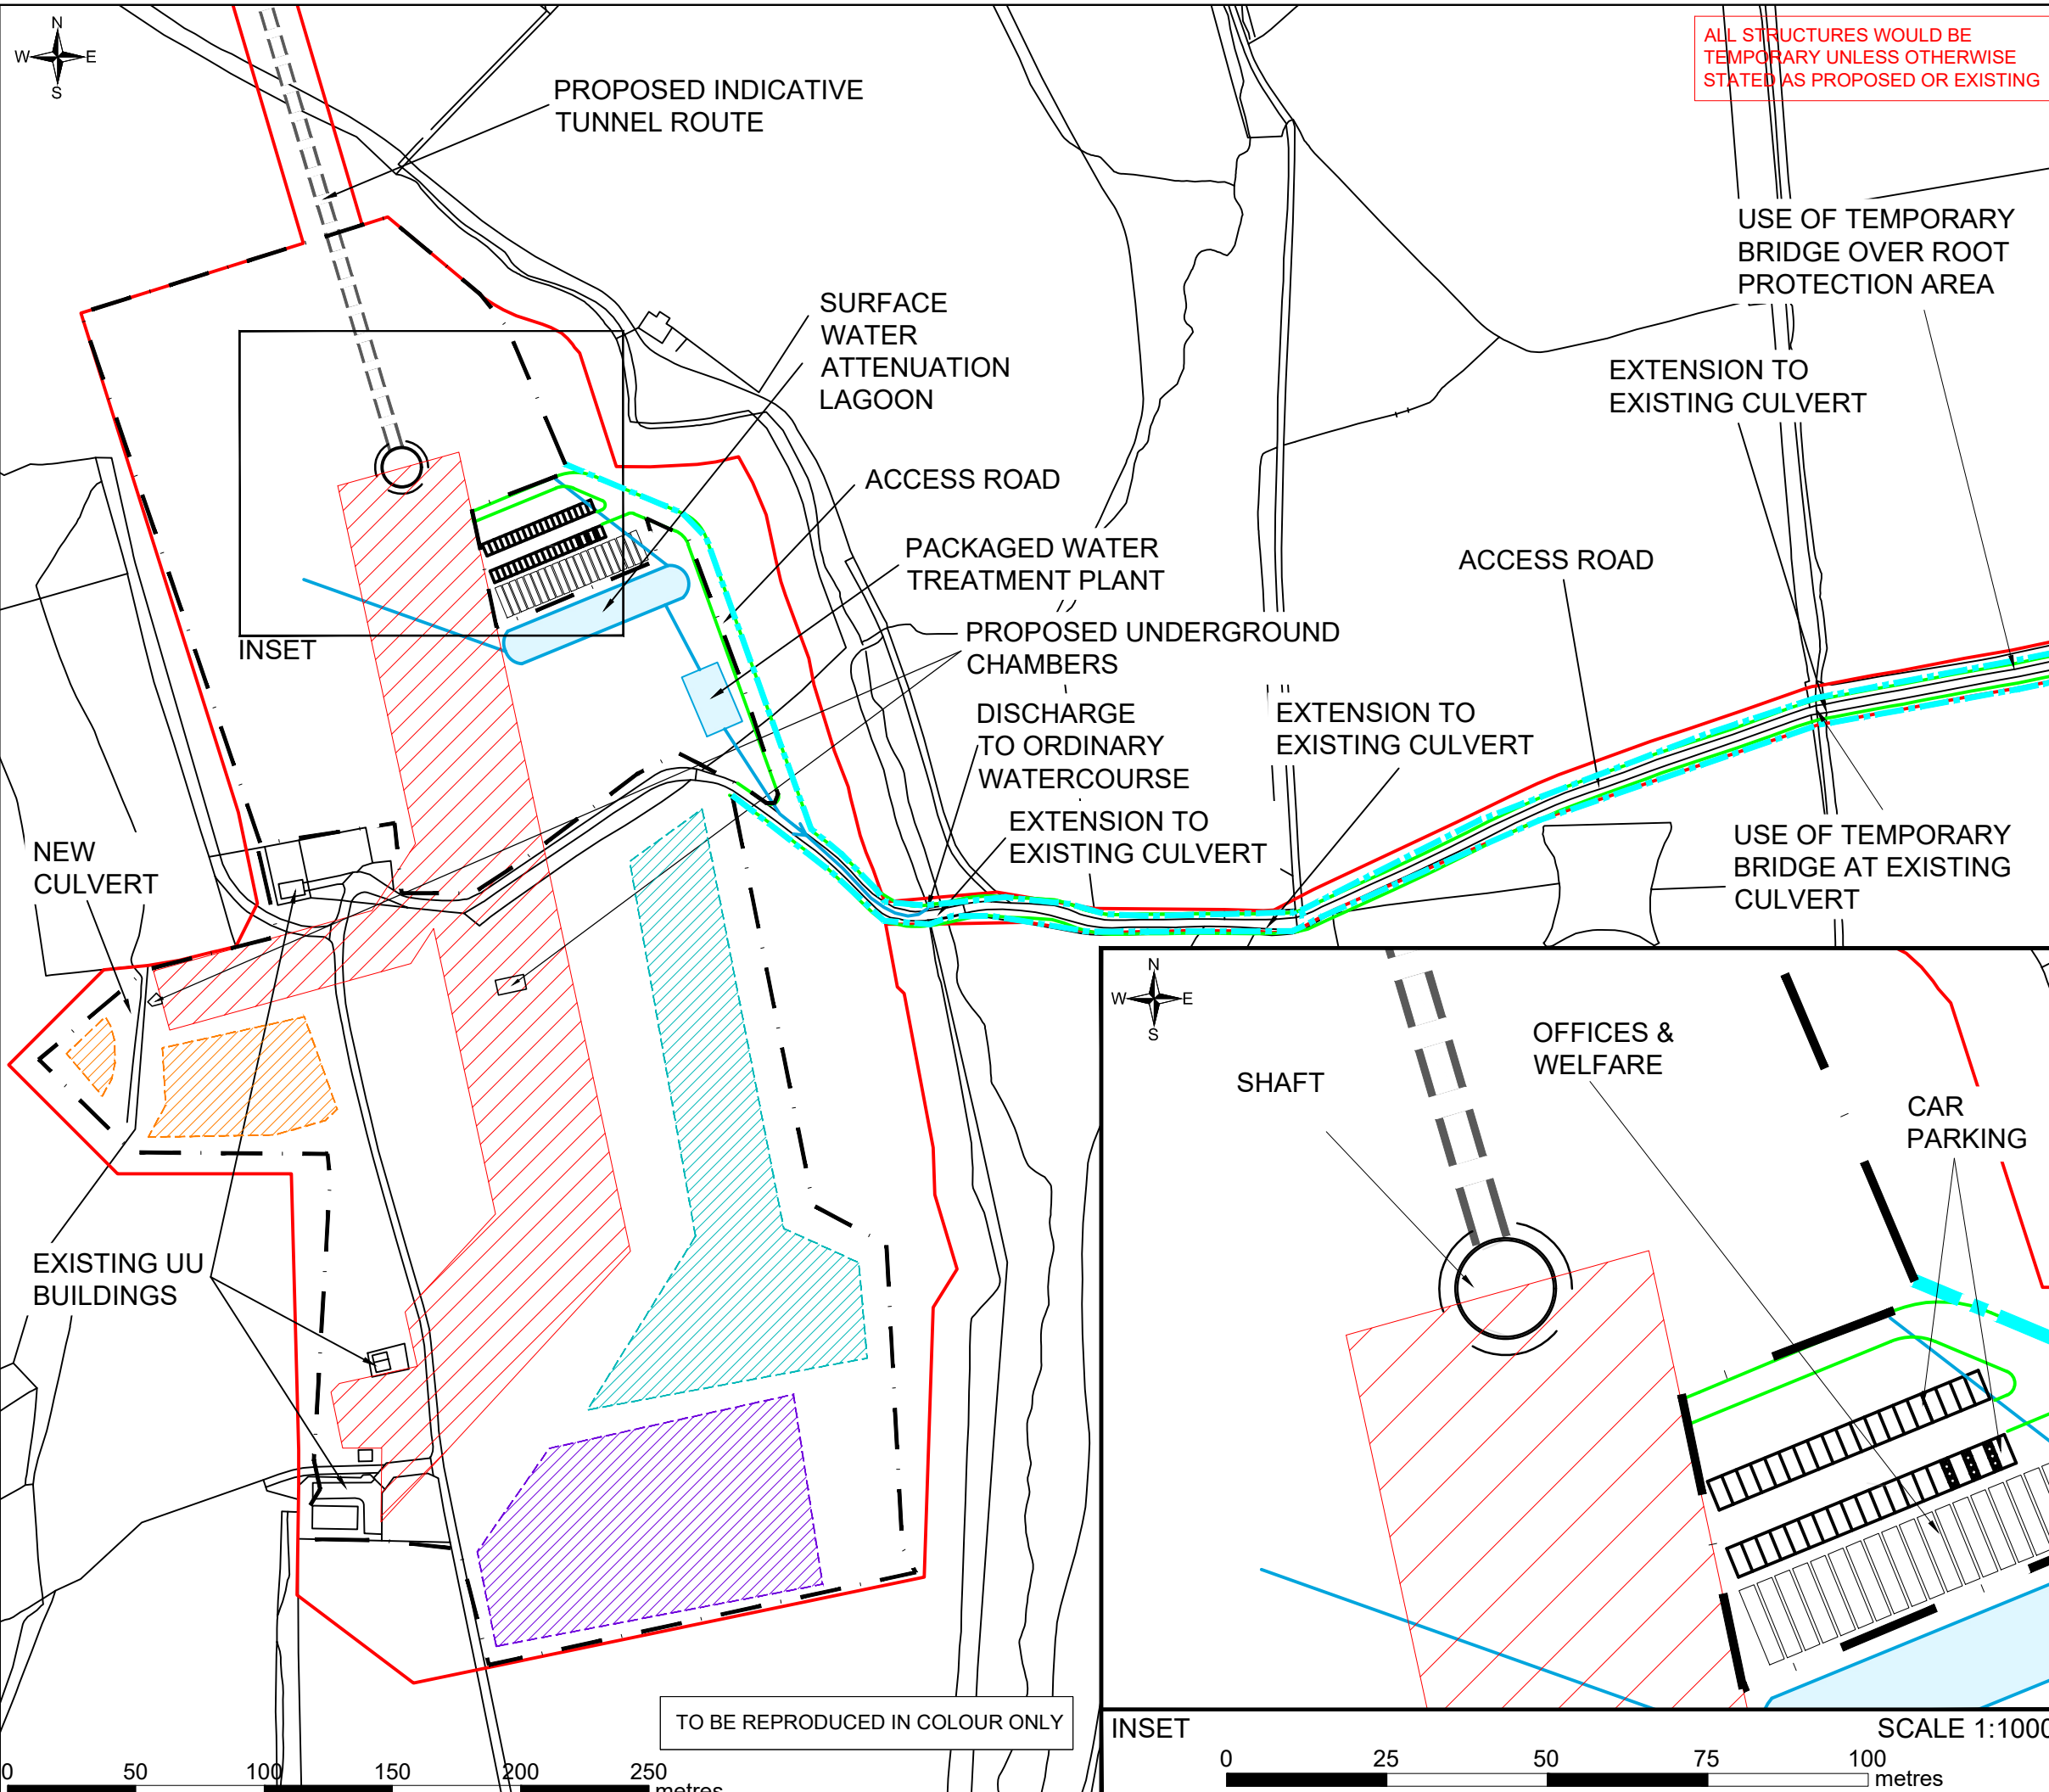 N
W E
S
ALL STRUCTURES WOULD BE
TEMPORARY UNLESS OTHERWISE
STATED AS PROPOSED OR EXISTING
PROPOSED INDICATIVE
TUNNEL ROUTE
USE OF TEMPORARY
BRIDGE OVER ROOT
PROTECTION AREA
SURFACE
WATER
ATTENUATION
LAGOON
EXTENSION TO
EXISTING CULVERT
ACCESS ROAD
PACKAGED WATER
TREATMENT PLANT
ACCESS ROAD
INSET
PROPOSED UNDERGROUND
CHAMBERS
DISCHARGE
TO ORDINARY
WATERCOURSE
EXTENSION TO
EXISTING CULVERT
EXTENSION TO
EXISTING CULVERT
USE OF TEMPORARY
BRIDGE AT EXISTING
CULVERT
NEW
CULVERT
EXISTING UU
BUILDINGS
N
W E
S
SHAFT
OFFICES &
WELFARE
CAR
PARKING
TO BE REPRODUCED IN COLOUR ONLY
INSET
SCALE 1:1000
0 50 100 150 200 250
metres
0 25 50 75 100
metres